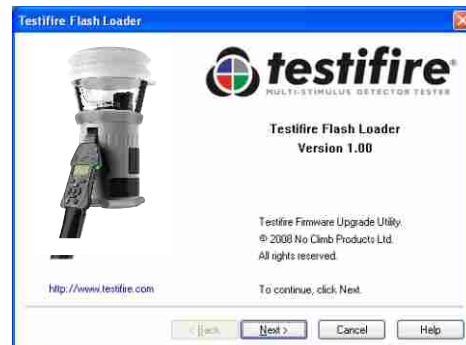 Testifire Flash Loader
testifire®
MULTI-STIMULUS DETECTOR TESTER
Testifire Flash Loader
Version 1.00
Testifire Firmware Upgrade Utility.
© 2008 No Climb Products Ltd.
All rights reserved.
http://www.testifire.com
To continue, click Next.
< Back
Next >
Cancel
Help